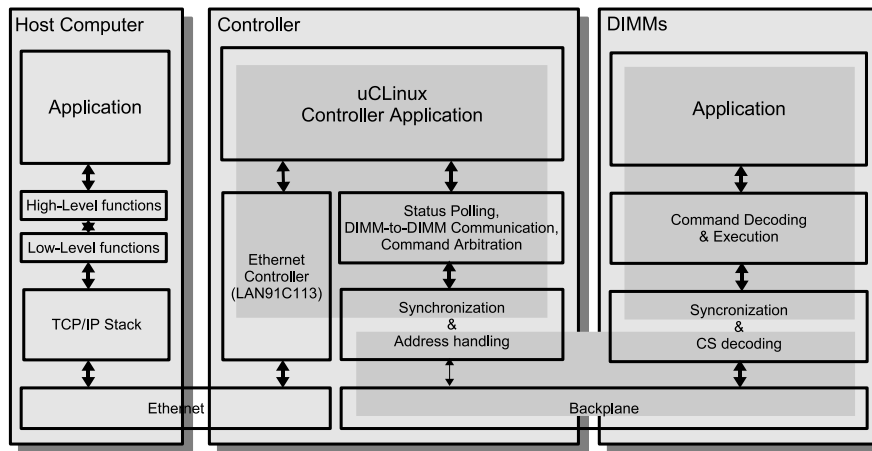 Host Computer
Application
High-Level functions
Low-Level functions
TCP/IP Stack
Controller
uCLinux
Controller Application
Ethernet
Controller
(LAN91C113)
Status Polling,
DIMM-to-DIMM Communication,
Command Arbitration
Synchronization
&
Address handling
DIMMs
Application
Command Decoding
& Execution
Syncronization
&
CS decoding
Ethernet
Backplane